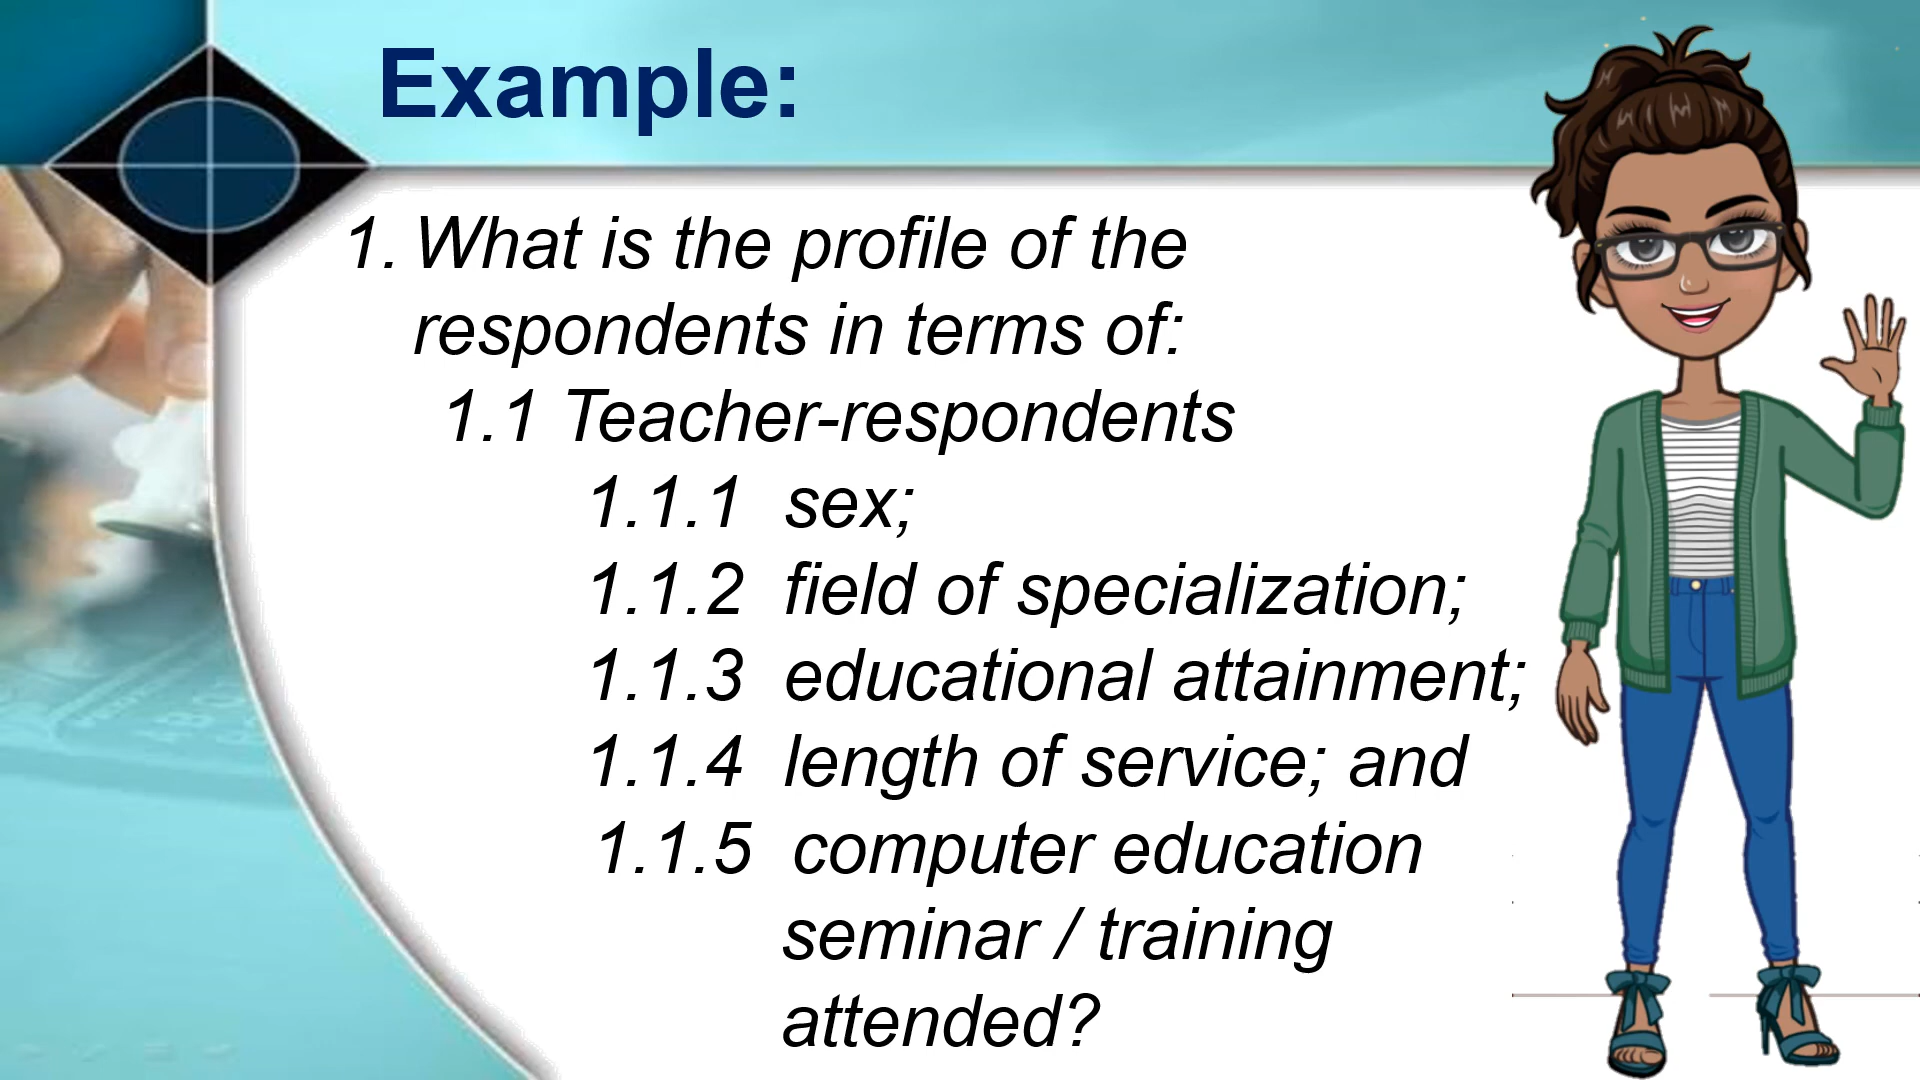 Example:
1. What is the profile of the
respondents in terms of:
1.1 Teacher-respondents
1.1.1 sex;
1.1.2 field of specialization;
1.1.3 educational attainment;
1.1.4 length of service; and
1.1.5 computer education
seminar / training
attended?